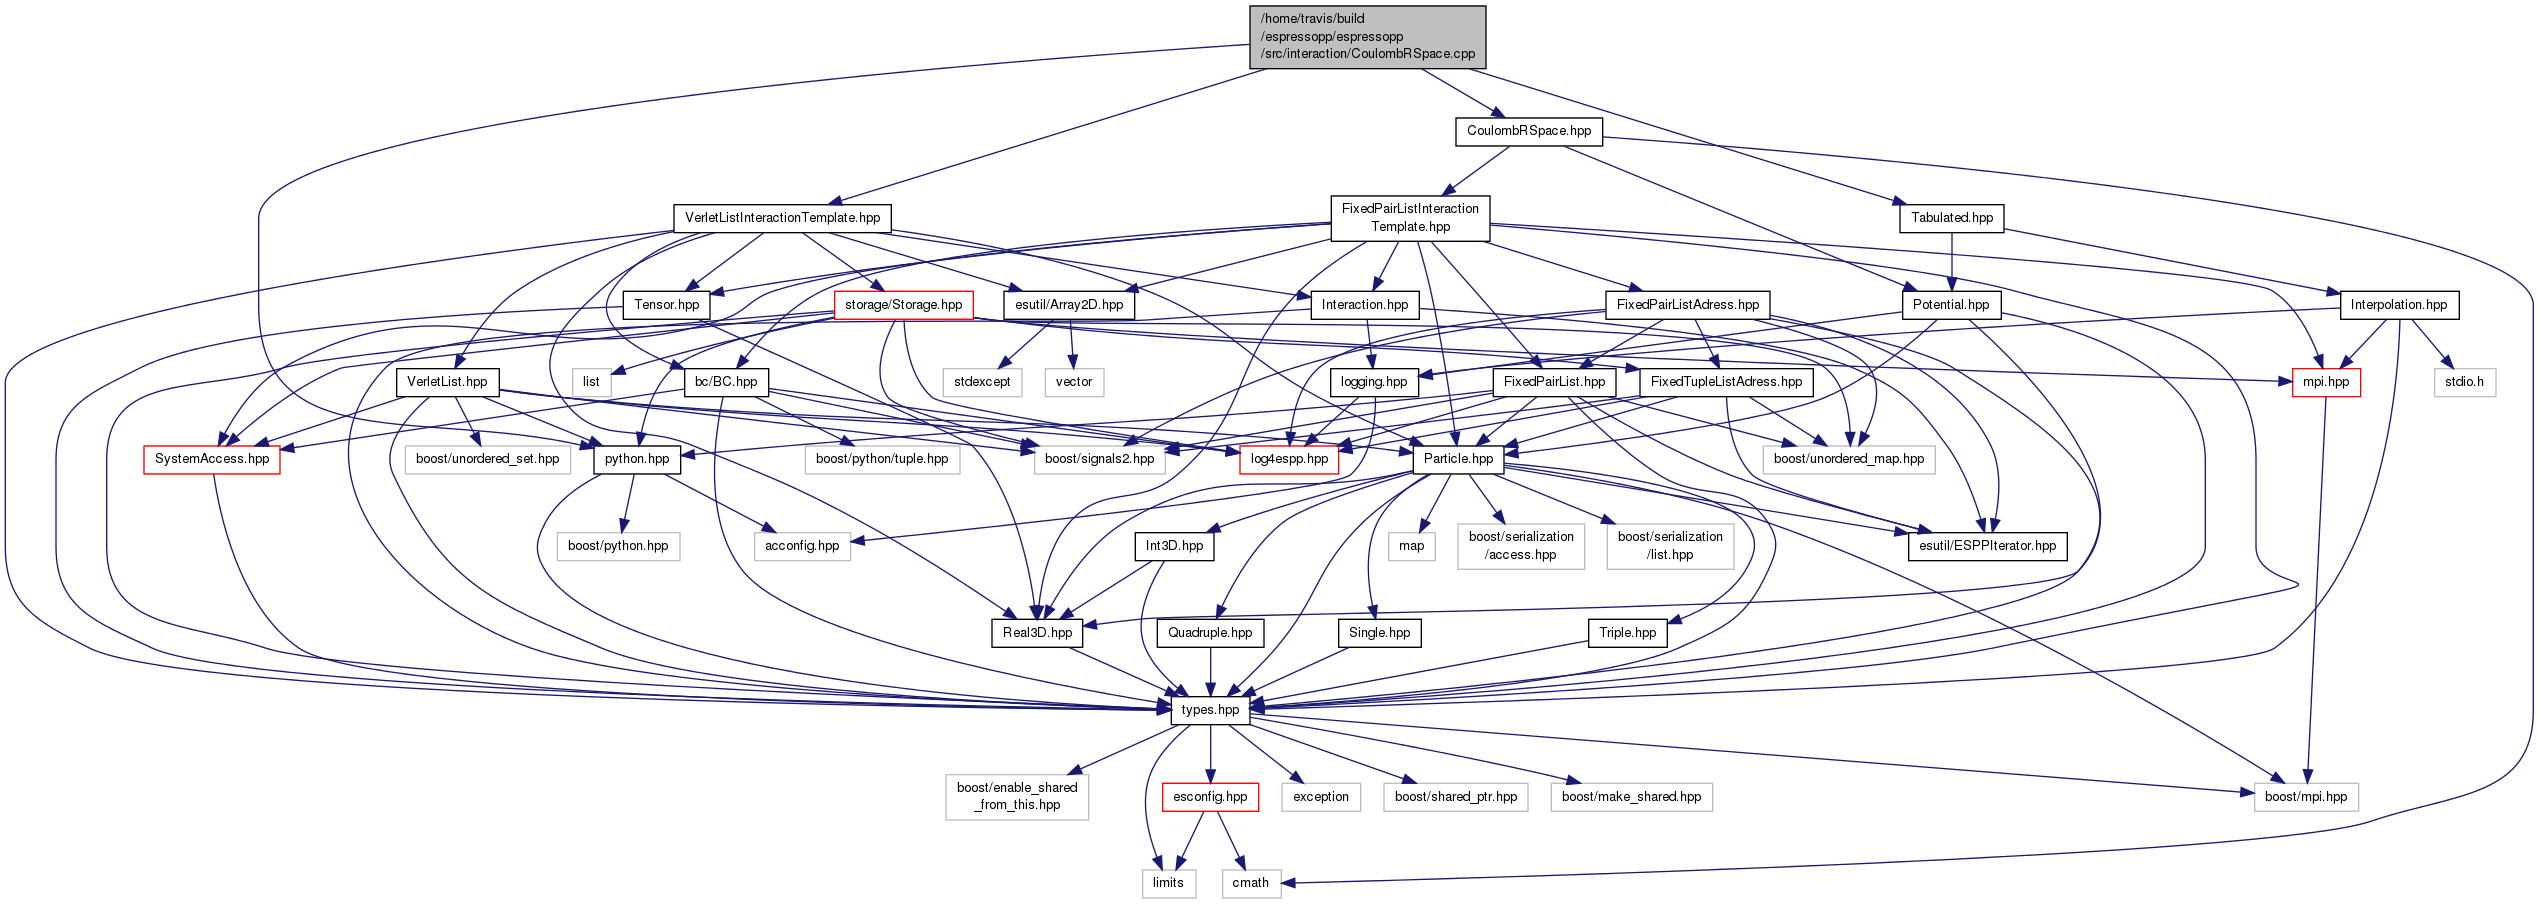 /home/travis/build
/espressopp/espressopp
/src/interaction/CoulombRSpace.cpp
CoulombRSpace.hpp
VerletListInteractionTemplate.hpp
FixedPairListInteraction
Template.hpp
Tabulated.hpp
Tensor.hpp
storage/Storage.hpp
esutil/Array2D.hpp
Interaction.hpp
FixedPairListAdress.hpp
Potential.hpp
Interpolation.hpp
VerletList.hpp
list
bc/BC.hpp
stdexcept
vector
logging.hpp
FixedPairList.hpp
FixedTupleListAdress.hpp
mpi.hpp
stdio.h
SystemAccess.hpp
boost/unordered_set.hpp
python.hpp
boost/python/tuple.hpp
boost/signals2.hpp
log4espp.hpp
Particle.hpp
boost/unordered_map.hpp
boost/python.hpp
acconfig.hpp
Int3D.hpp
map
boost/serialization
/access.hpp
boost/serialization
/list.hpp
esutil/ESPPIterator.hpp
Real3D.hpp
Quadruple.hpp
Single.hpp
Triple.hpp
types.hpp
boost/enable_shared
_from_this.hpp
esconfig.hpp
exception
boost/shared_ptr.hpp
boost/make_shared.hpp
boost/mpi.hpp
limits
cmath